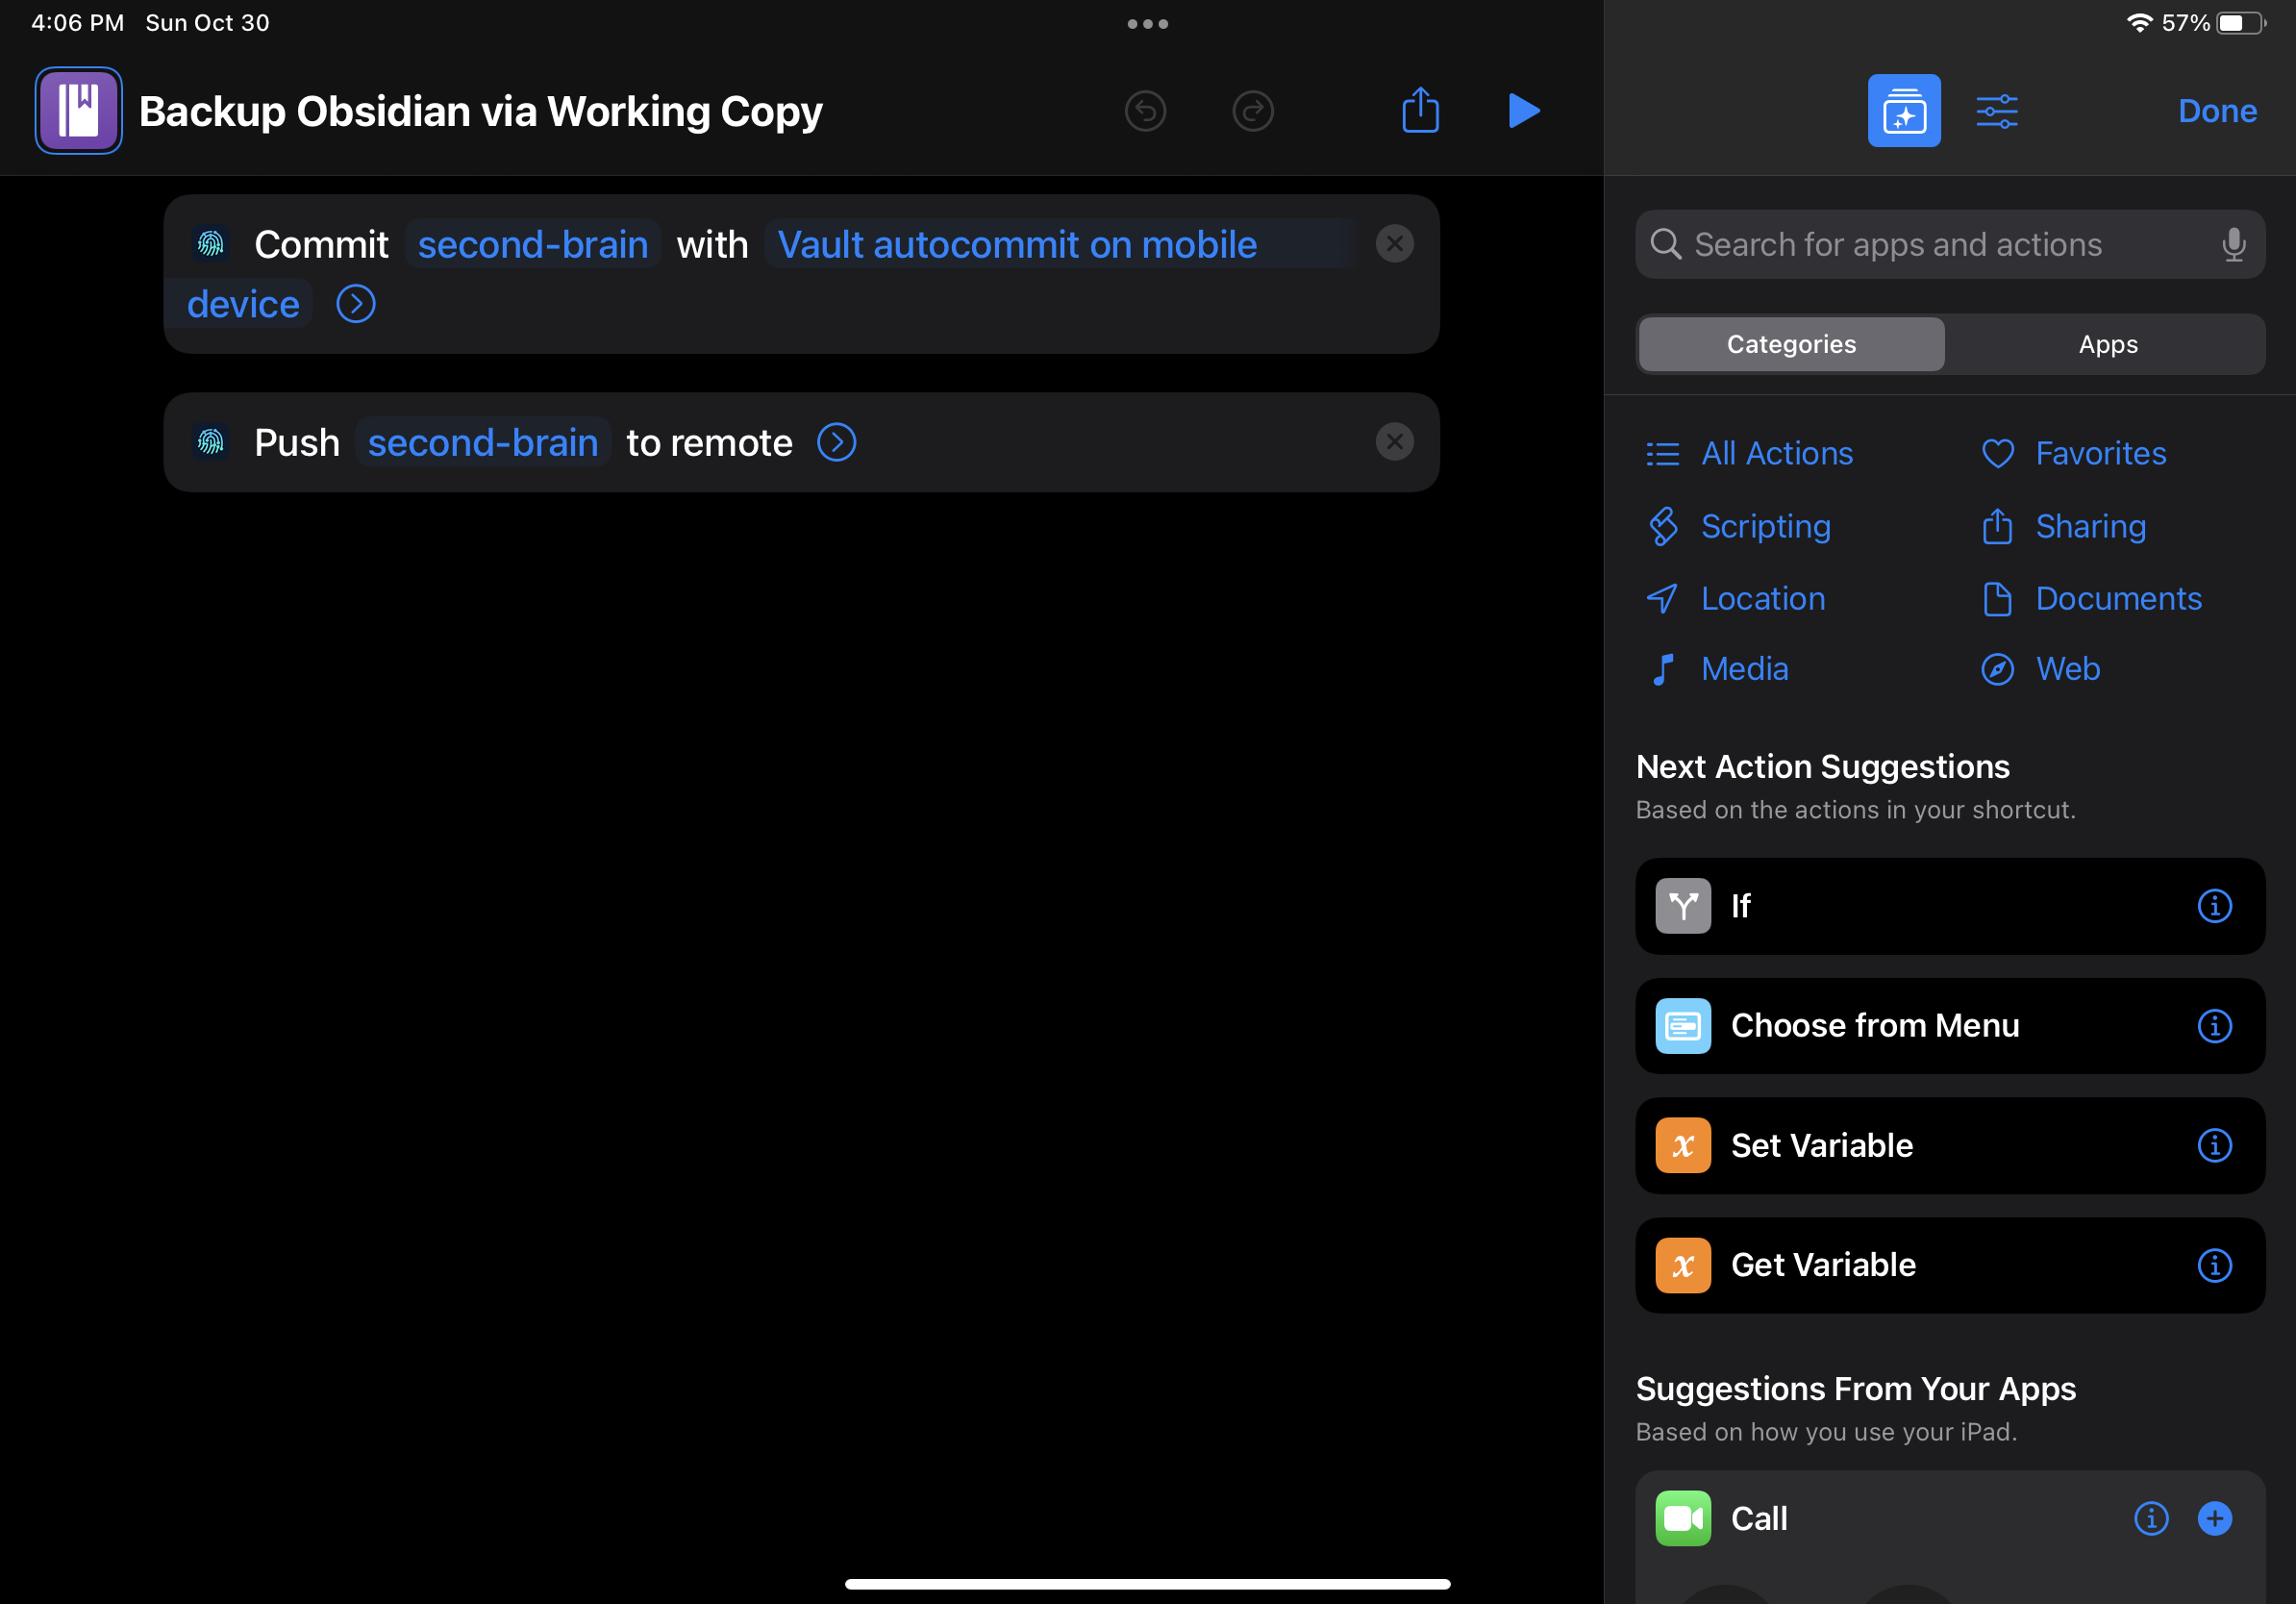 4:06 PM Sun Oct 30
57%
Backup Obsidian via Working Copy
Done
Commit second-brain with Vault autocommit on mobile
device
Push second-brain to remote
Search for apps and actions
Categories Apps
All Actions Favorites
Scripting Sharing
Location Documents
Media Web
Next Action Suggestions
Based on the actions in your shortcut.
If
Choose from Menu
x Set Variable
x Get Variable
Suggestions From Your Apps
Based on how you use your iPad.
Call